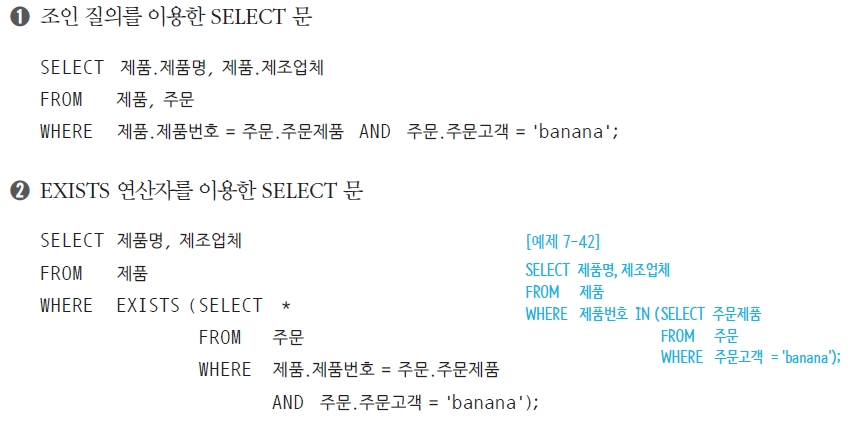 ❶ 조인 질의를 이용한 SELECT 문
SELECT 제품.제품명, 제품.제조업체
FROM 제품, 주문
WHERE 제품.제품번호 = 주문.주문제품 AND 주문.주문고객 = 'banana';
❷ EXISTS 연산자를 이용한 SELECT 문
SELECT 제품명, 제조업체
FROM 제품
WHERE EXISTS (SELECT *
FROM 주문
WHERE 제품.제품번호 = 주문.주문제품
AND 주문.주문고객 = 'banana');
[예제 7-42]
SELECT 제품명, 제조업체
FROM 제품
WHERE 제품번호 IN (SELECT 주문제품
FROM 주문
WHERE 주문고객 = 'banana');